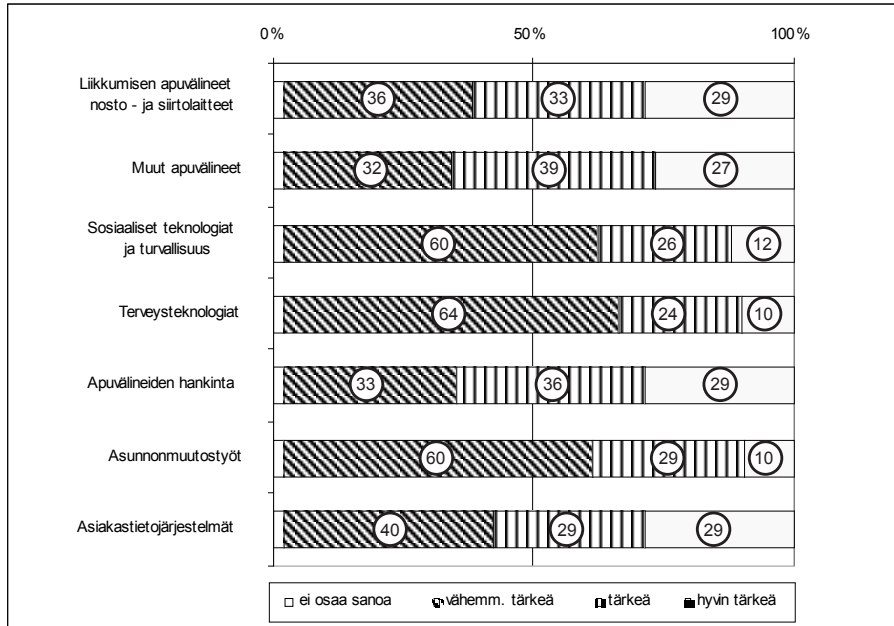 0 % 50 % 100 %
Liikkumisen apuvälineet
nosto - ja siirtolaitteet
36 33 29
Muut apuvälineet
32 39 27
Sosiaaliset teknologiat
ja turvallisuus
60 26 12
Terveysteknologiat
64 24 10
Apuvälineiden hankinta
33 36 29
Asunnonmuutostyöt
60 29 10
Asiakastietojärjestelmät
40 29 29
ei osaa sanoa vähemm. tärkeä tärkeä hyvin tärkeä